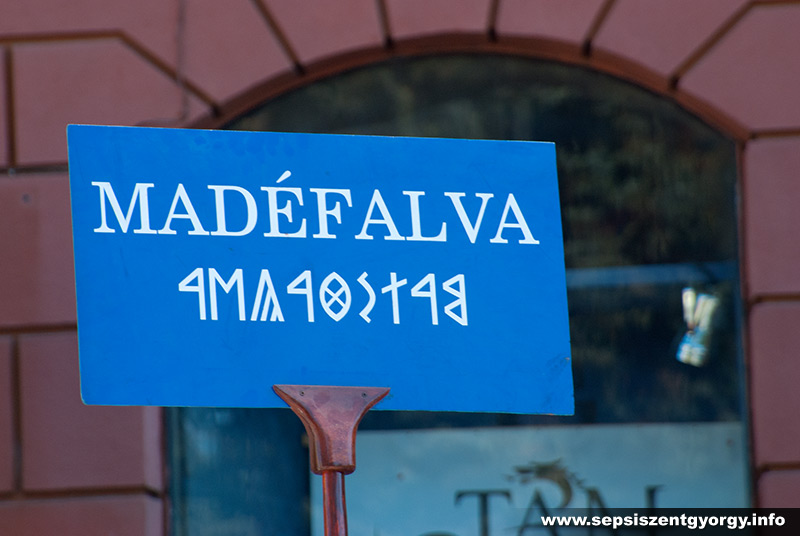 MADÉFALVA
𐲘𐲀𐲇𐲋𐲌𐲀𐲖𐲮𐲀
www.sepsiszentgyorgy.info